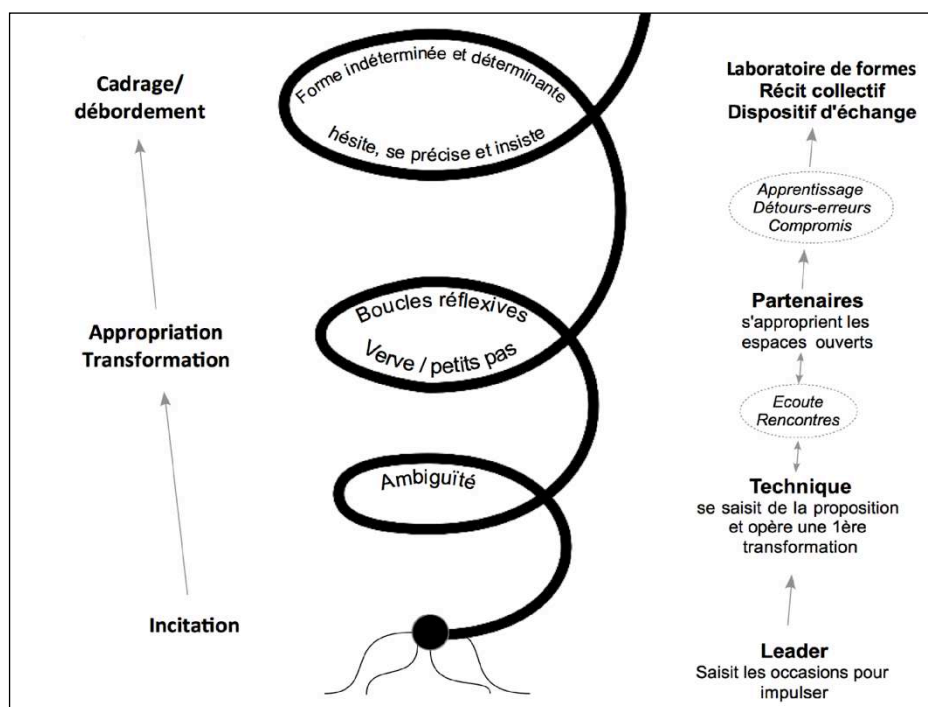 Cadrage/
débordement
Appropriation
Transformation
Incitation
Forme indéterminée et déterminante
hésite, se précise et insiste
Boucles réflexives
Verve / petits pas
Ambiguïté
Laboratoire de formes
Récit collectif
Dispositif d'échange
Apprentissage
Détours-erreurs
Compromis
Partenaires
s'approprient les
espaces ouverts
Ecoute
Rencontres
Technique
se saisit de la proposition
et opère une 1ère
transformation
Leader
Saisit les occasions pour
impulser